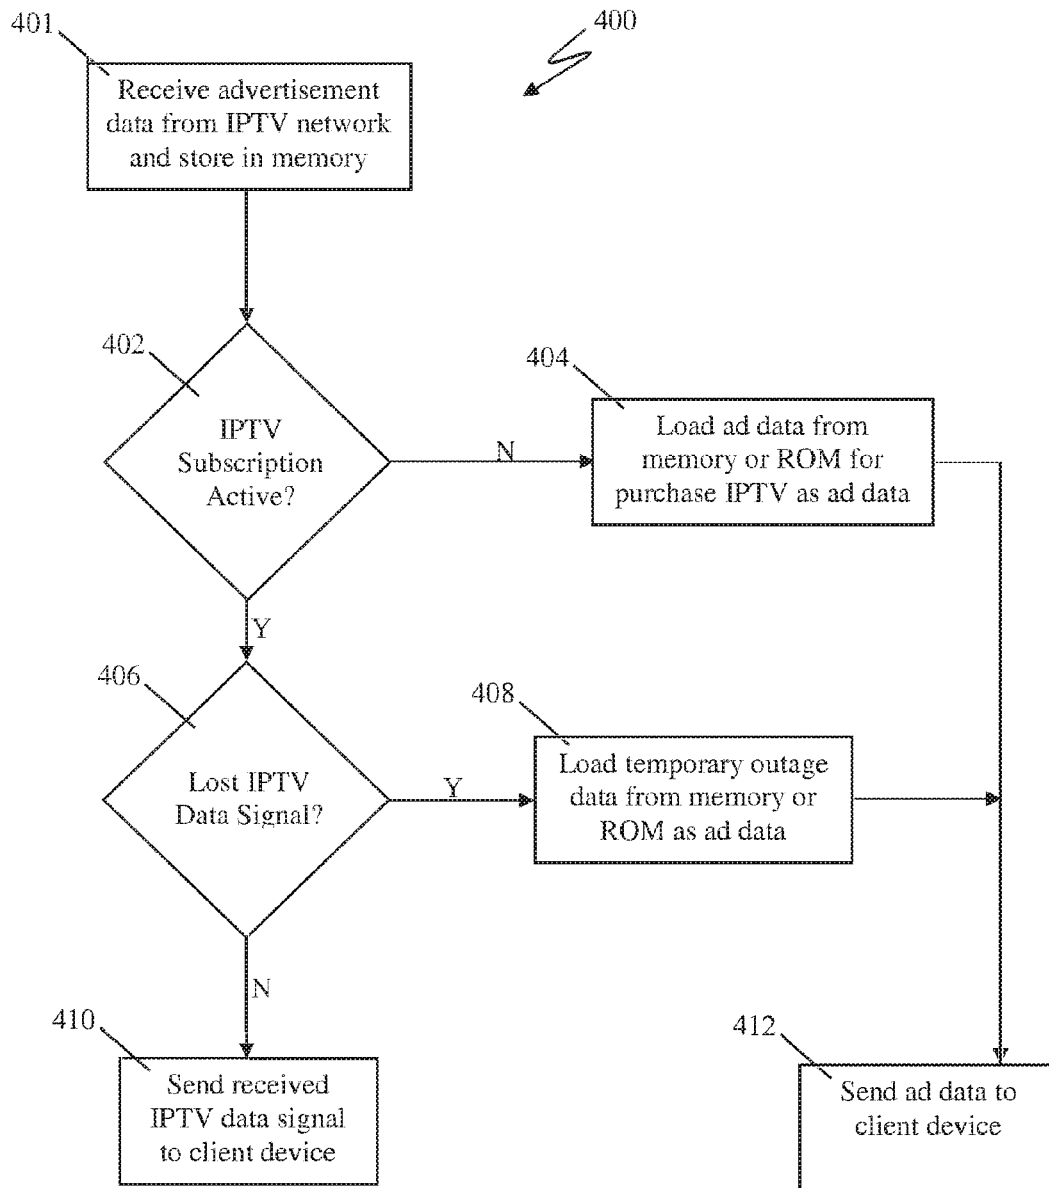 401
400
Receive advertisement
data from IPTV network
and store in memory
402
IPTV
Subscription
Active?
N
404
Load ad data from
memory or ROM for
purchase IPTV as ad data
Y
406
Lost IPTV
Data Signal?
Y
408
Load temporary outage
data from memory or
ROM as ad data
N
410
Send received
IPTV data signal
to client device
412
Send ad data to
client device